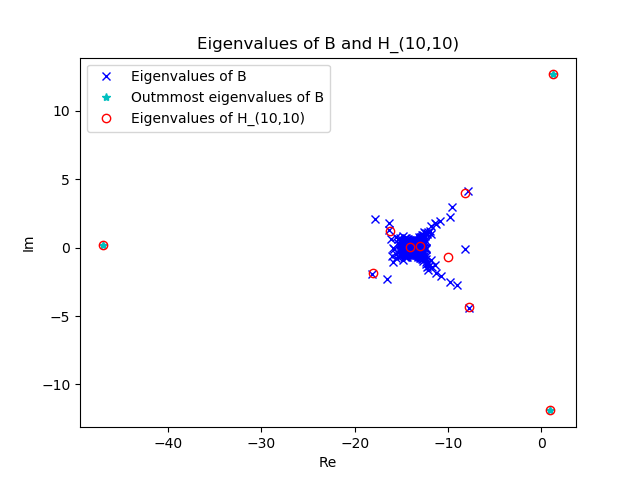 Eigenvalues of B and H_(10,10)
Eigenvalues of B
Outmmost eigenvalues of B
Eigenvalues of H_(10,10)
10
5
0
−5
−10
Im
−40
−30
−20
−10
0
Re